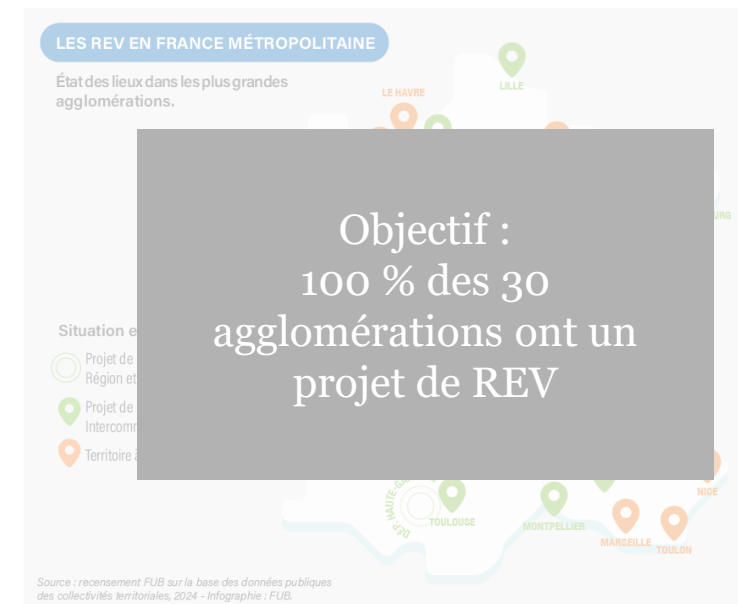 LES REV EN FRANCE MÉTROPOLITAINE
État des lieux dans les plus grandes
agglomérations.
LE HAVRE
LILLE
Objectif :
100 % des 30
agglomérations ont un
projet de REV
Situation
Projet de
Région et
Projet de
Territoire
TOULOUSE
MONTPELLIER
MARSEILLE
TOULON
NICE
Source : recensement FUB sur la base des données publiques
des collectivités territoriales, 2024 - Infographie : FUB.